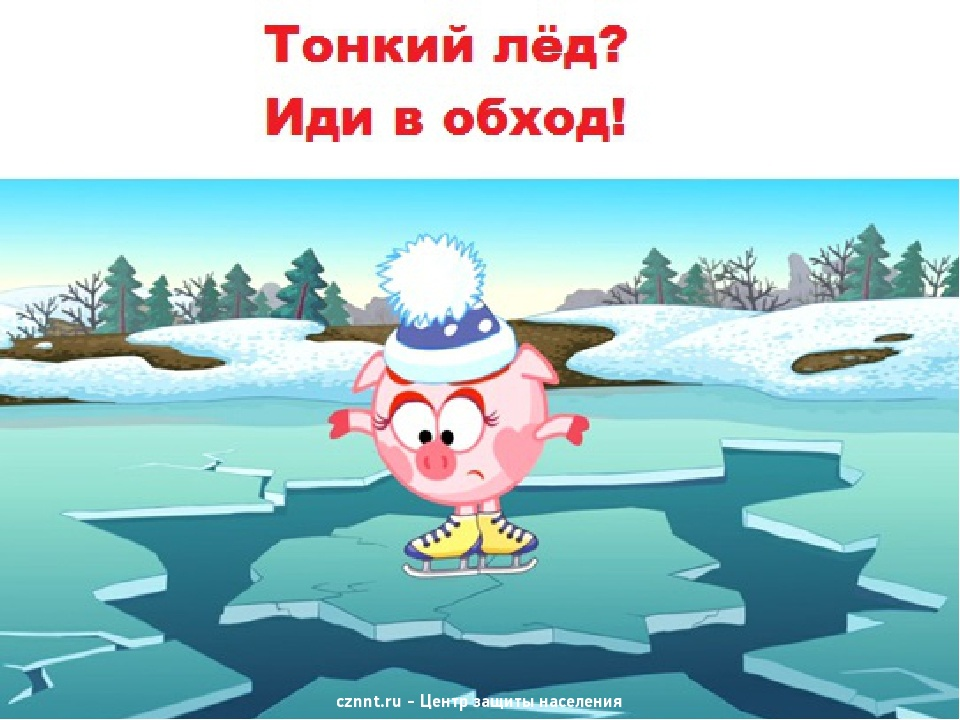 Тонкий лёд?
Иди в обход!
cznnt.ru – Центр защиты населения